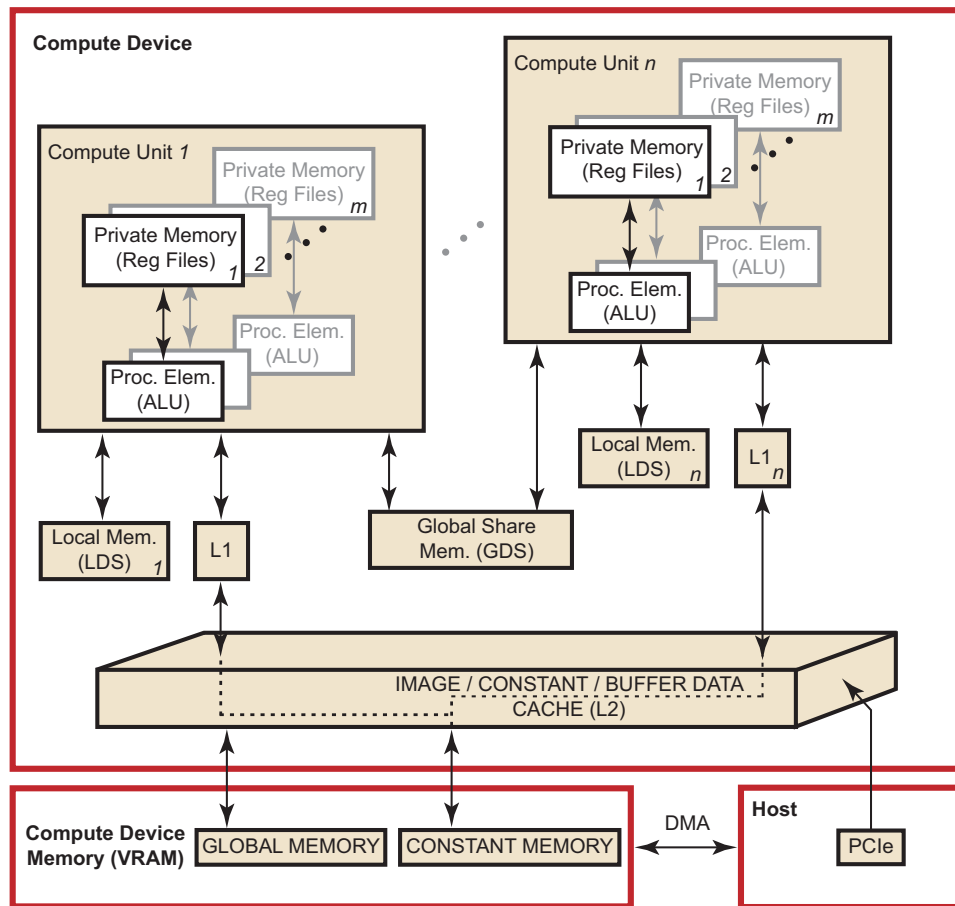 Compute Device
Compute Unit n
Private Memory
(Reg Files)
m
Private Memory
(Reg Files)
1
2
Proc. Elem.
(ALU)
Proc. Elem.
(ALU)
Compute Unit 1
Private Memory
(Reg Files)
m
Private Memory
(Reg Files)
1
2
Proc. Elem.
(ALU)
Proc. Elem.
(ALU)
Local Mem.
(LDS)
n
L1
n
Local Mem.
(LDS)
1
L1
Global Share
Mem. (GDS)
IMAGE / CONSTANT / BUFFER DATA
CACHE (L2)
Compute Device
Memory (VRAM)
GLOBAL MEMORY
CONSTANT MEMORY
DMA
Host
PCIe